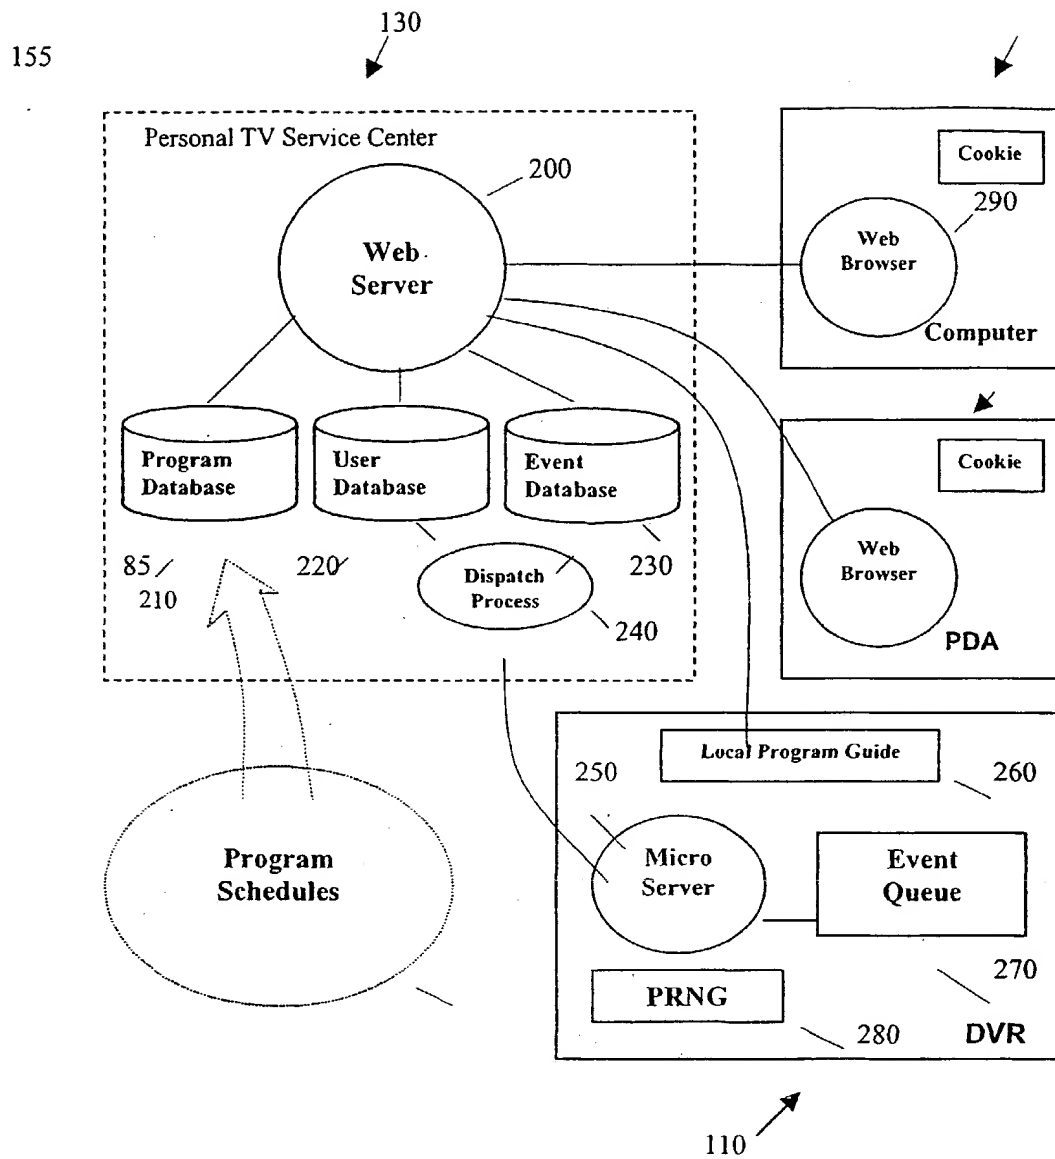 130
155
Personal TV Service Center
200
Web
Server
Cookie
290
Web
Browser
Computer
Program
Database
User
Database
Event
Database
Cookie
Web
Browser
PDA
85
210
220
Dispatch
Process
230
240
Local Program Guide
250
260
Micro
Server
Event
Queue
Program
Schedules
270
PRNG
280
DVR
110